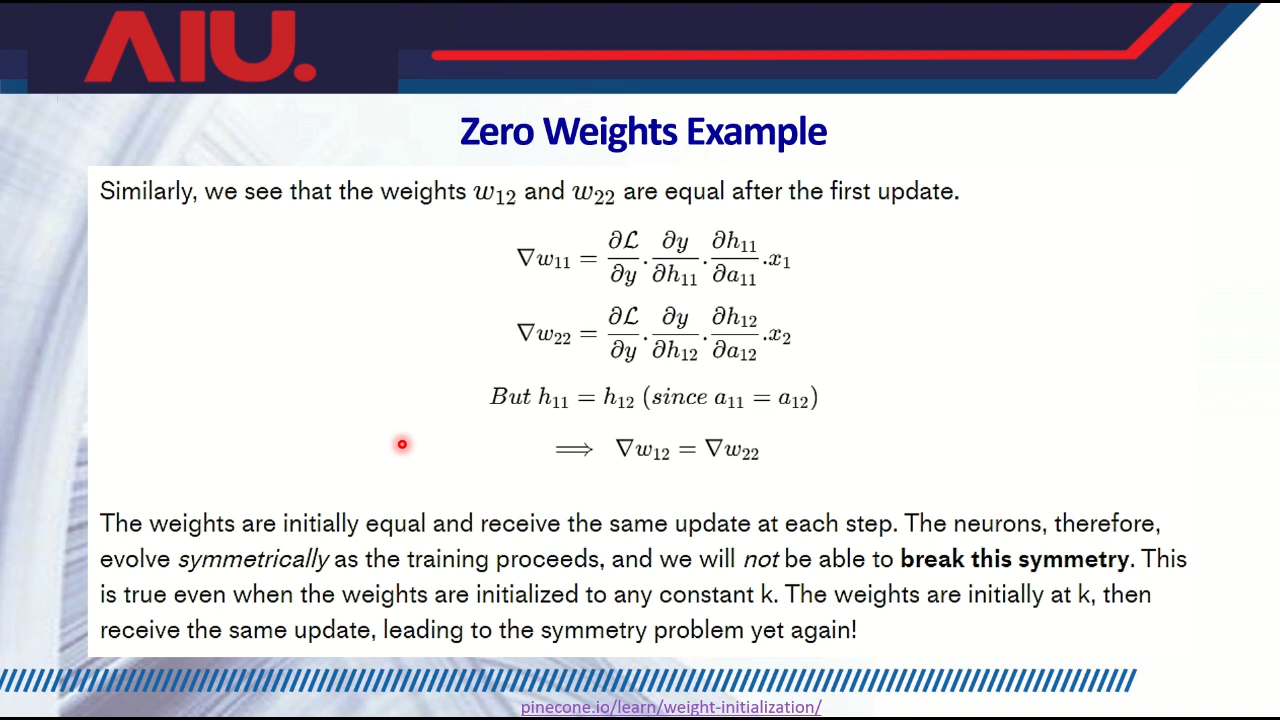 AIU.
Zero Weights Example
Similarly, we see that the weights w₁₂ and w₂₂ are equal after the first update.
∇w₁₁ = ∂ℒ/∂y · ∂y/∂h₁₁ · ∂h₁₁/∂a₁₁ .x₁
∇w₂₂ = ∂ℒ/∂y · ∂y/∂h₁₂ · ∂h₁₂/∂a₁₂ .x₂
But h₁₁ = h₁₂ (since a₁₁ = a₁₂)
⟹ ∇w₁₂ = ∇w₂₂
The weights are initially equal and receive the same update at each step. The neurons, therefore,
evolve symmetrically as the training proceeds, and we will not be able to break this symmetry. This
is true even when the weights are initialized to any constant k. The weights are initially at k, then
receive the same update, leading to the symmetry problem yet again!
pinecone.io/learn/weight-initialization/